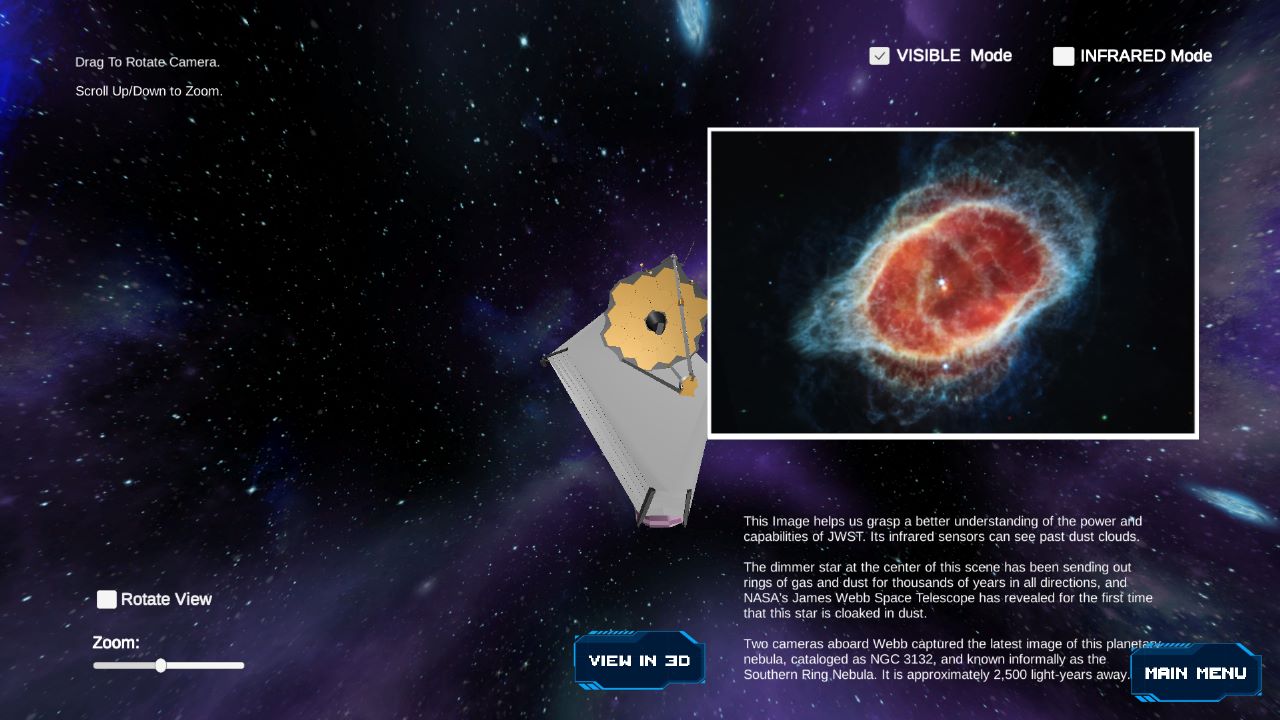 Drag To Rotate Camera.
Scroll Up/Down to Zoom.
VISIBLE Mode
INFRARED Mode
This Image helps us grasp a better understanding of the power and
capabilities of JWST. Its infrared sensors can see past dust clouds.
The dimmer star at the center of this scene has been sending out
rings of gas and dust for thousands of years in all directions, and
NASA's James Webb Space Telescope has revealed for the first time
that this star is cloaked in dust.
Two cameras aboard Webb captured the latest image of this planetary
nebula, cataloged as NGC 3132, and known informally as the
Southern Ring Nebula. It is approximately 2,500 light-years away.
Rotate View
Zoom:
VIEW IN 3D
MAIN MENU